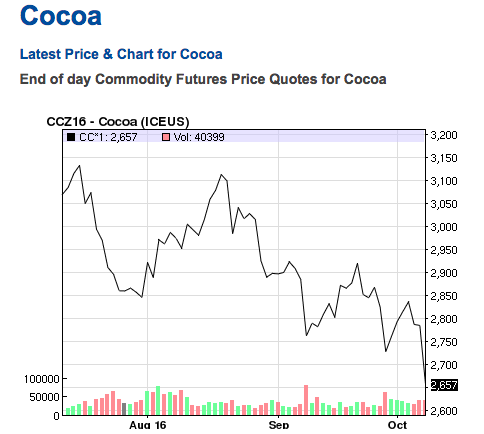 Cocoa
Latest Price & Chart for Cocoa
End of day Commodity Futures Price Quotes for Cocoa
CCZ16 - Cocoa (ICEUS)
CC*1: 2,657 Vol: 40399
3,200
3,150
3,100
3,050
3,000
2,950
2,900
2,850
2,800
2,750
2,700
2,657
2,600
100000
50000
0
Aug 16 Sep Oct